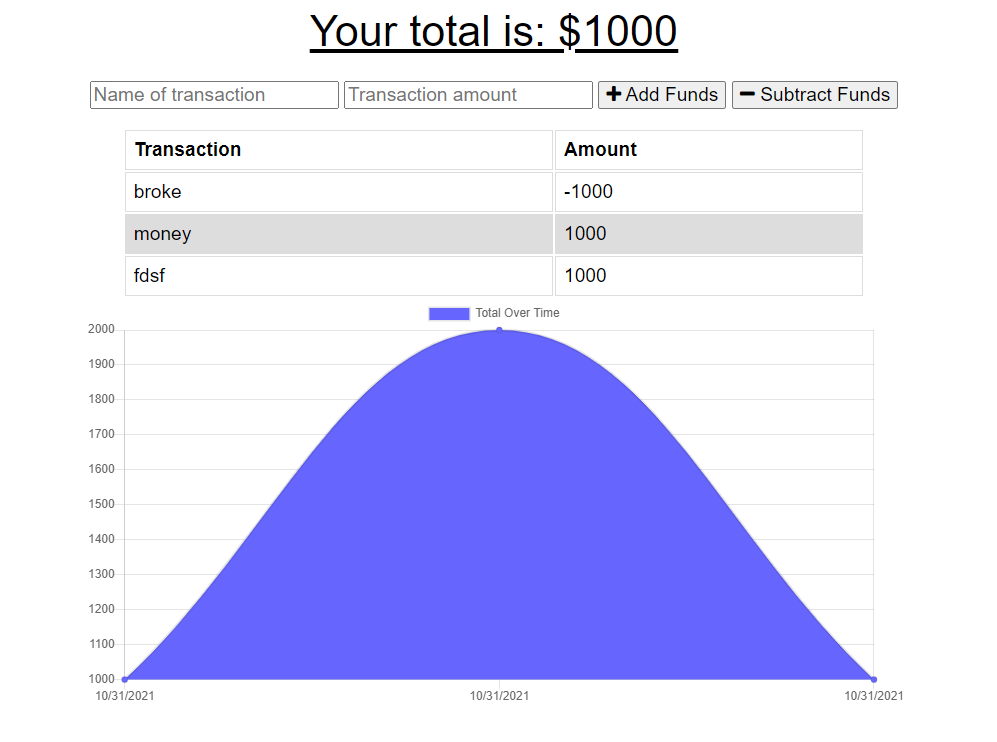 Your total is: $1000
Name of transaction Transaction amount Add Funds Subtract Funds
Transaction Amount
broke -1000
money 1000
fdsf 1000
Total Over Time
2000
1900
1800
1700
1600
1500
1400
1300
1200
1100
1000
10/31/2021 10/31/2021 10/31/2021